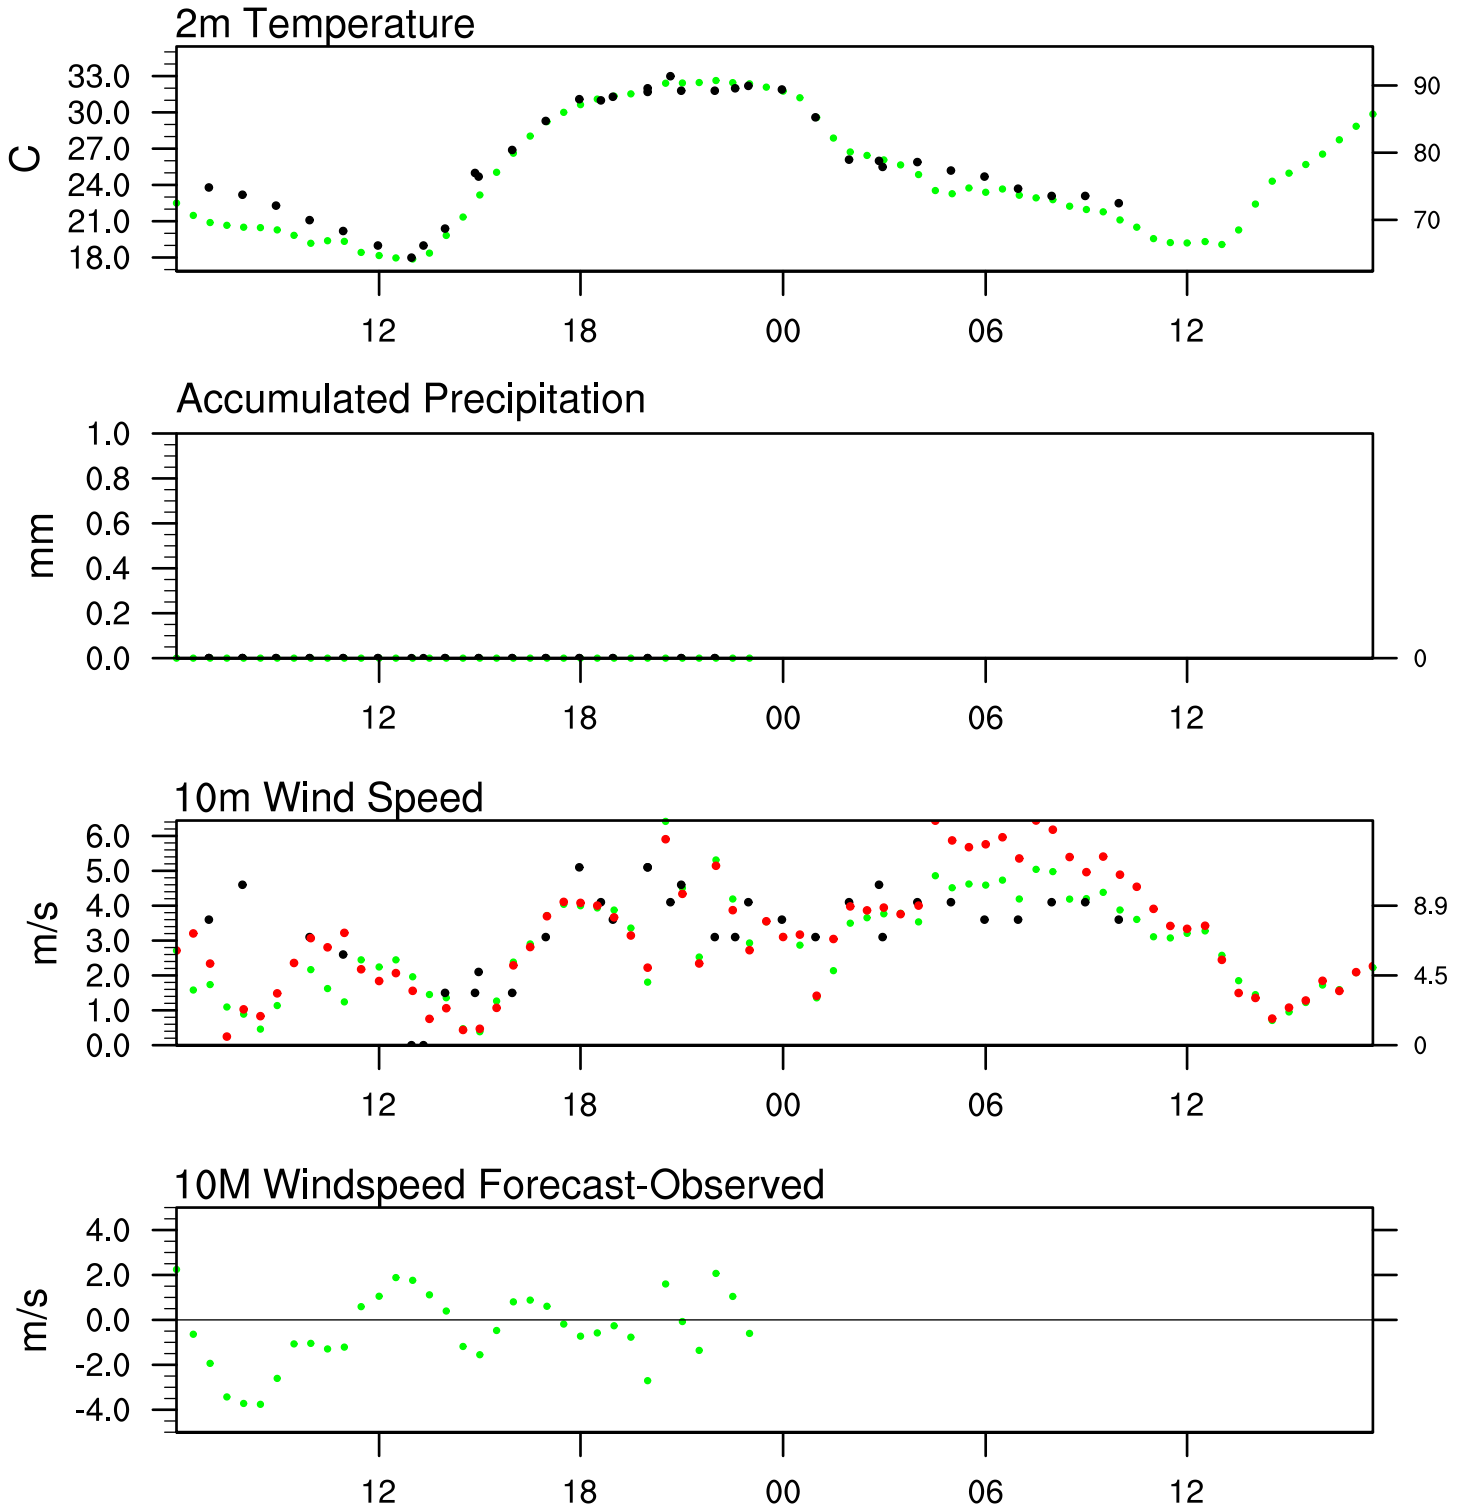 2m Temperature
33.0
30.0
27.0
24.0
21.0
18.0
C
90
80
70
12 18 00 06 12
Accumulated Precipitation
1.0
0.8
0.6
0.4
0.2
0.0
mm
0
12 18 00 06 12
10m Wind Speed
6.0
5.0
4.0
3.0
2.0
1.0
0.0
m/s
8.9
4.5
0
12 18 00 06 12
10M Windspeed Forecast-Observed
4.0
2.0
0.0
-2.0
-4.0
m/s
12 18 00 06 12